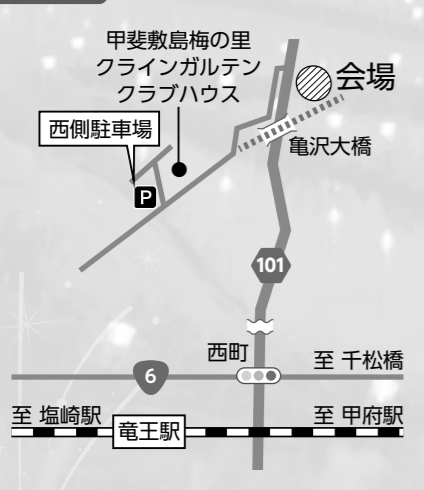 甲斐敷島梅の里
クラインガルテン
クラブハウス
会場
西側駐車場
亀沢大橋
P
101
西町
至 千松橋
6
至 塩崎駅
至 甲府駅
竜王駅